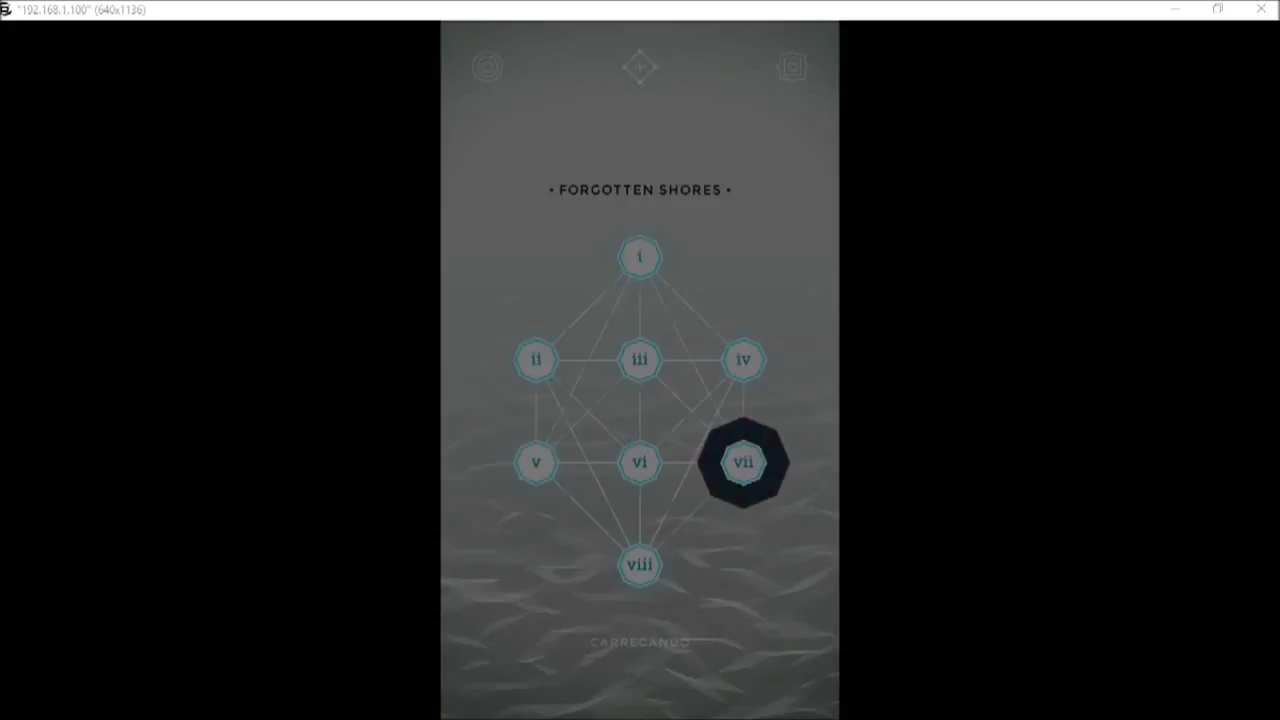 "192.168.1.100" (640x1136)
• FORGOTTEN SHORES •
i
ii iii iv
v vi vii
viii
CARREGANDO